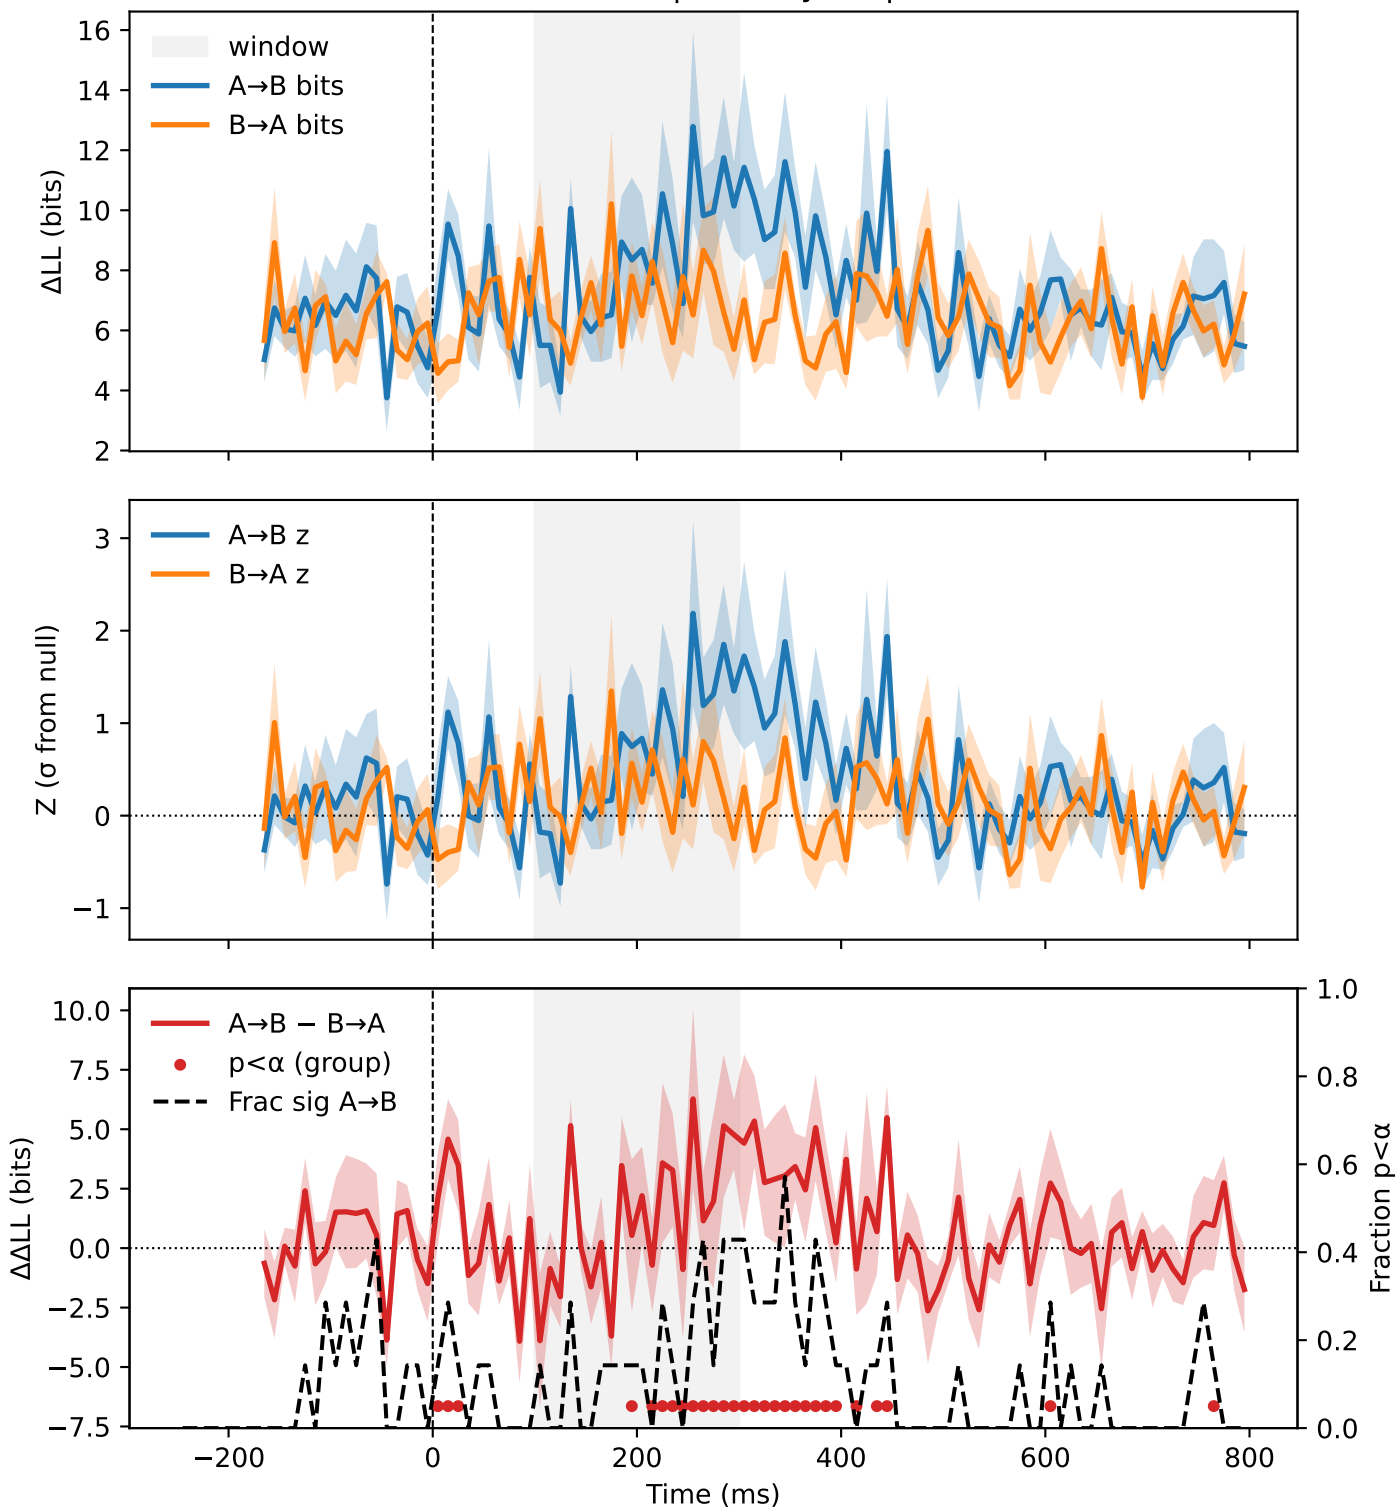 16
14
12
10
8
6
4
2
ΔLL (bits)
window
A→B bits
B→A bits
3
2
1
0
−1
Z (σ from null)
A→B z
B→A z
10.0
7.5
5.0
2.5
0.0
−2.5
−5.0
−7.5
ΔΔLL (bits)
A→B − B→A
p<α (group)
Frac sig A→B
1.0
0.8
0.6
0.4
0.2
0.0
Fraction p<α
−200 0 200 400 600 800
Time (ms)